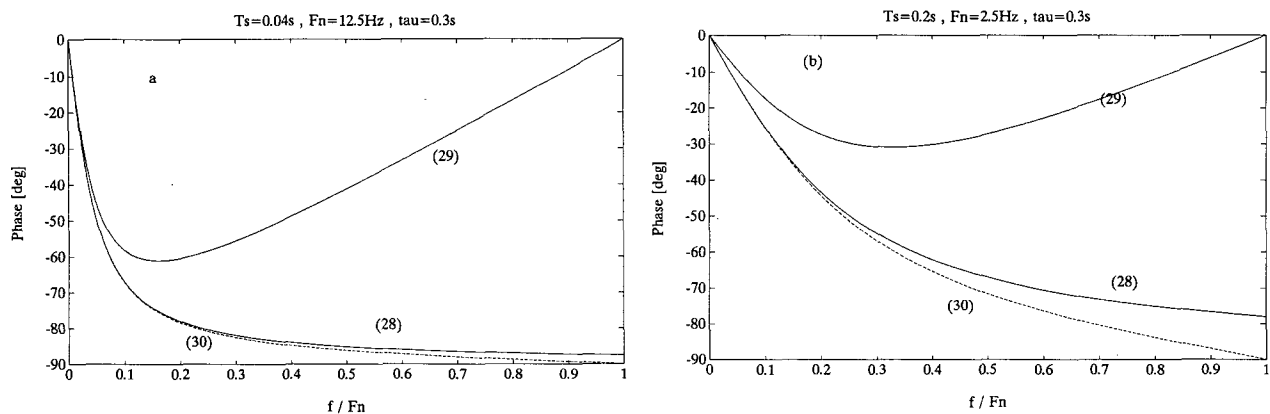 Ts=0.04s , Fn=12.5Hz , tau=0.3s
a
(29)
(28)
(30)
0
-10
-20
-30
-40
-50
-60
-70
-80
-90
Phase [deg]
0 0.1 0.2 0.3 0.4 0.5 0.6 0.7 0.8 0.9 1
f / Fn
Ts=0.2s , Fn=2.5Hz , tau=0.3s
(b)
(29)
(28)
(30)
0
-10
-20
-30
-40
-50
-60
-70
-80
-90
Phase [deg]
0 0.1 0.2 0.3 0.4 0.5 0.6 0.7 0.8 0.9 1
f / Fn